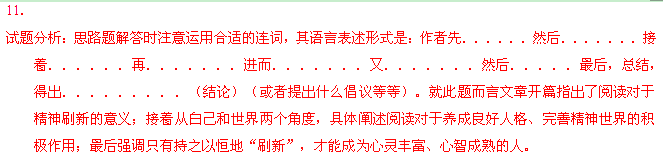 11.
试题分析：思路题解答时注意运用合适的连词，其语言表述形式是：作者先．．．．．．然后．．．．．．．接
着．．．．．．．再．．．．．．．．进而．．．．．．．．又．．．．．．．．然后．．．．．最后，总结，
得出．．．．．．．．．（结论）（或者提出什么倡议等等）。就此题而言文章开篇指出了阅读对于
精神刷新的意义；接着从自己和世界两个角度，具体阐述阅读对于养成良好人格、完善精神世界的积
极作用；最后强调只有持之以恒地“刷新”，才能成为心灵丰富、心智成熟的人。